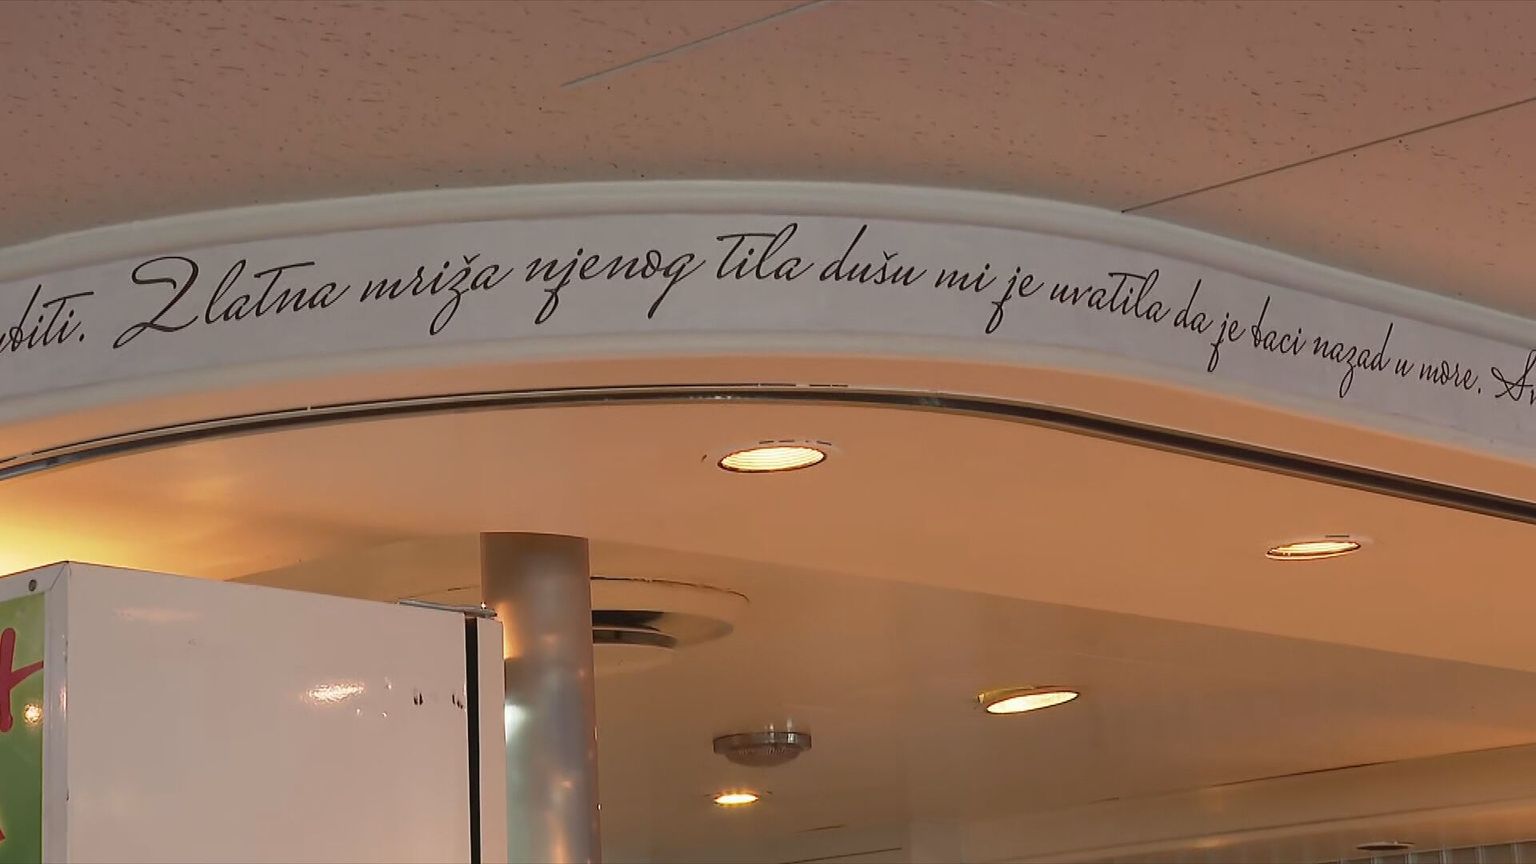 Zlatna mriža njenog tila dušu mi je uvatila da je baci nazad u more.